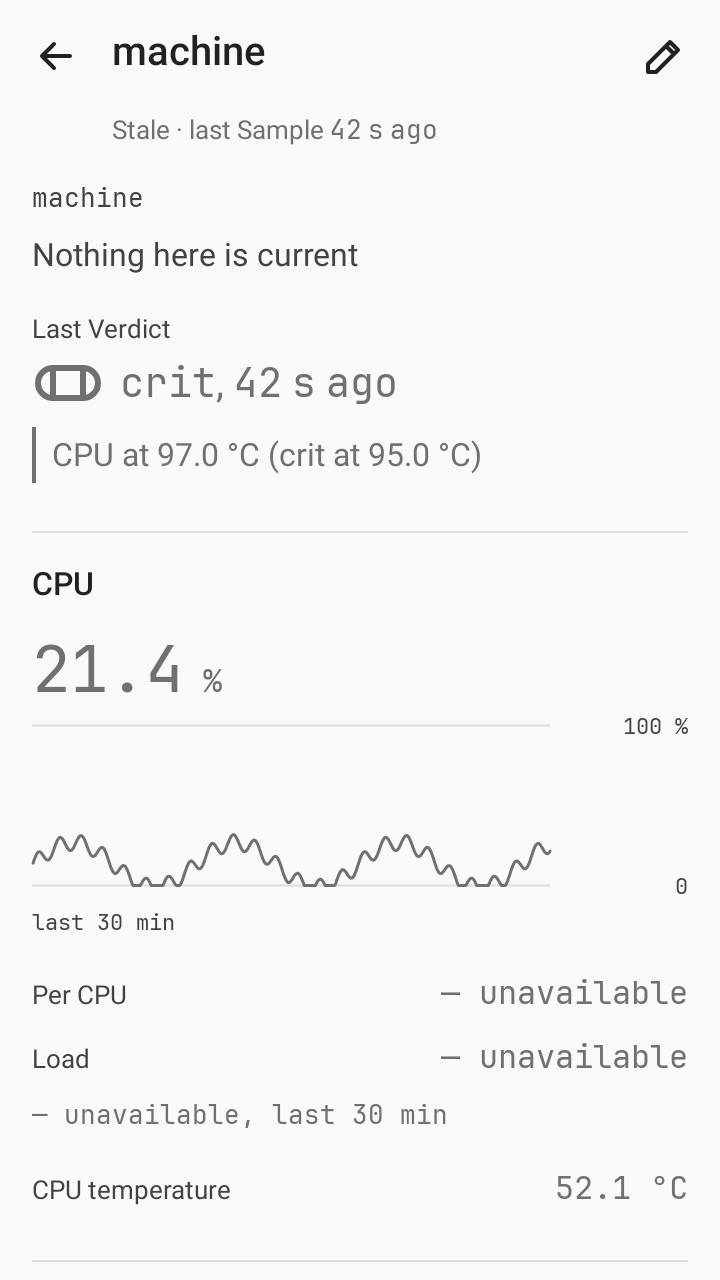 machine
Stale · last Sample 42 s ago
machine
Nothing here is current
Last Verdict
crit, 42 s ago
CPU at 97.0 °C (crit at 95.0 °C)
CPU
21.4 %
100 %
0
last 30 min
Per CPU — unavailable
Load — unavailable
— unavailable, last 30 min
CPU temperature 52.1 °C